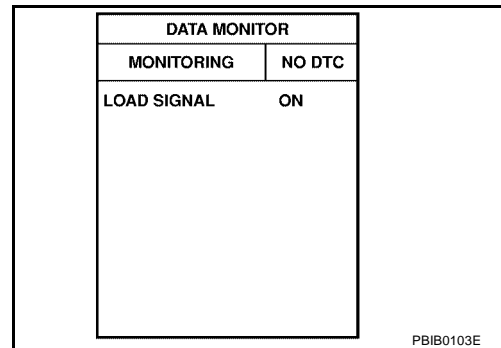 DATA MONITOR
MONITORING NO DTC
LOAD SIGNAL ON
PBIB0103E